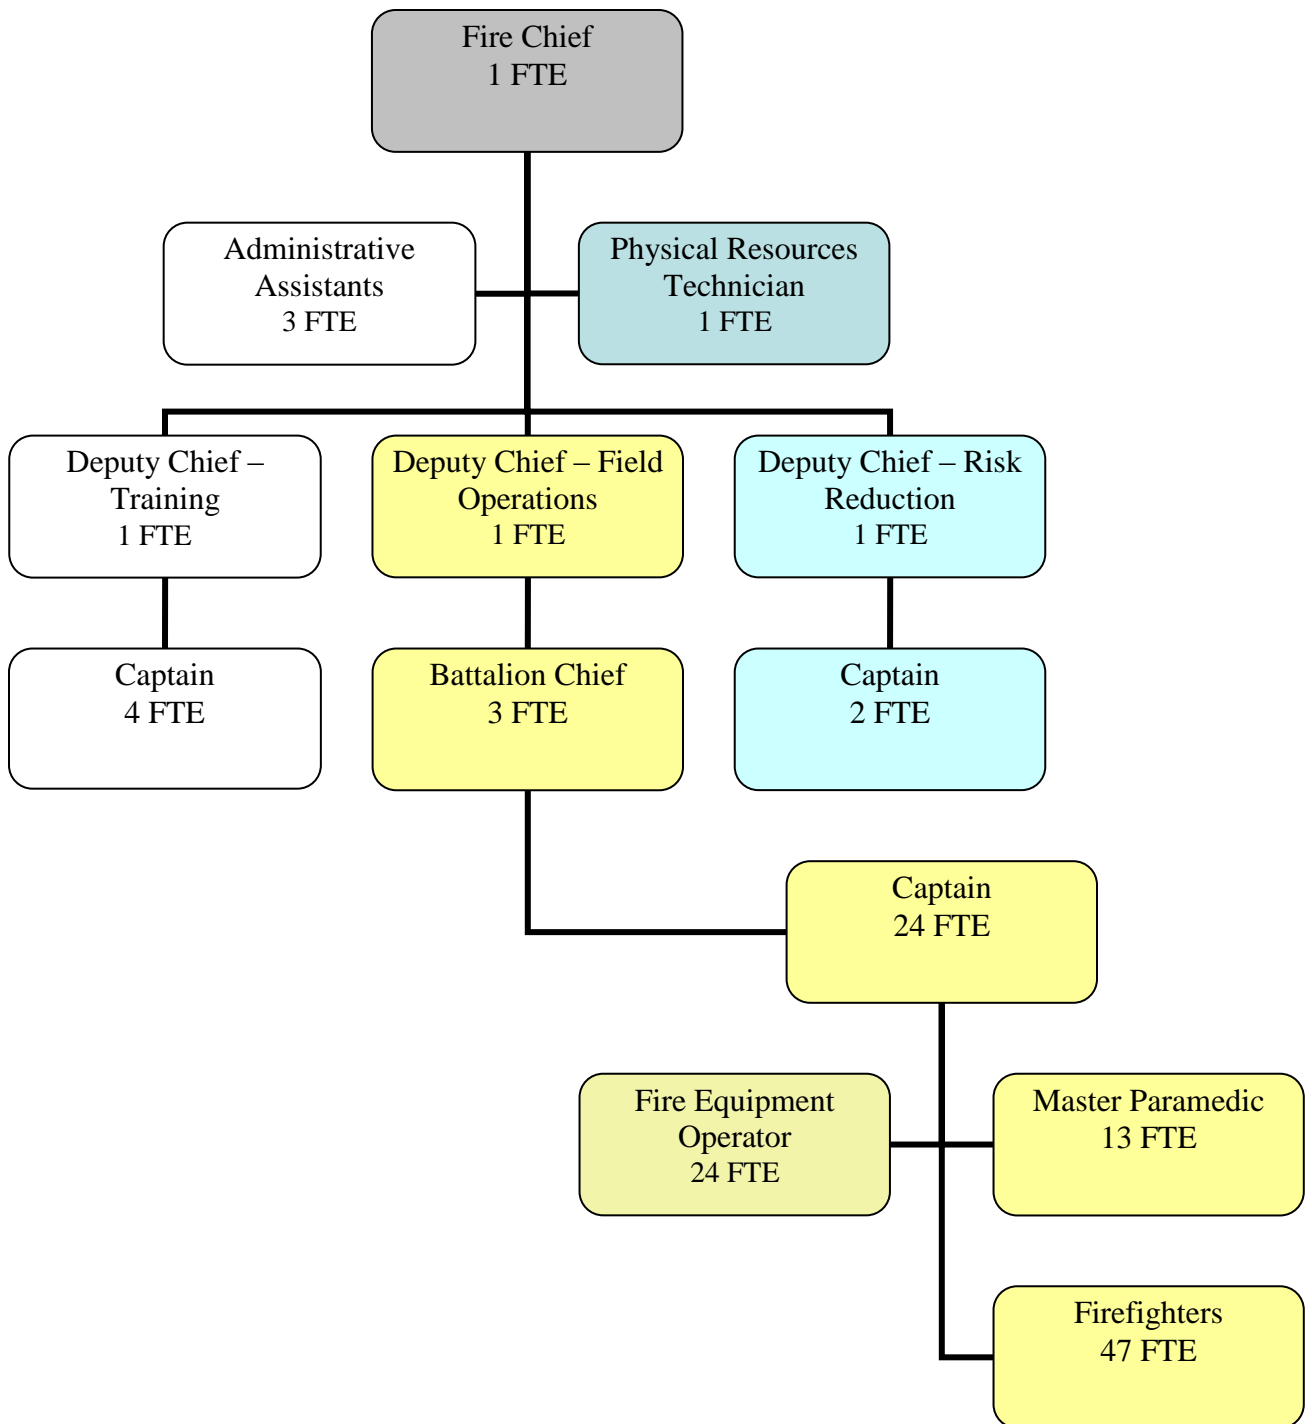 Fire Chief
1 FTE
Administrative
Assistants
3 FTE
Physical Resources
Technician
1 FTE
Deputy Chief –
Training
1 FTE
Deputy Chief – Field
Operations
1 FTE
Deputy Chief – Risk
Reduction
1 FTE
Captain
4 FTE
Battalion Chief
3 FTE
Captain
2 FTE
Captain
24 FTE
Fire Equipment
Operator
24 FTE
Master Paramedic
13 FTE
Firefighters
47 FTE